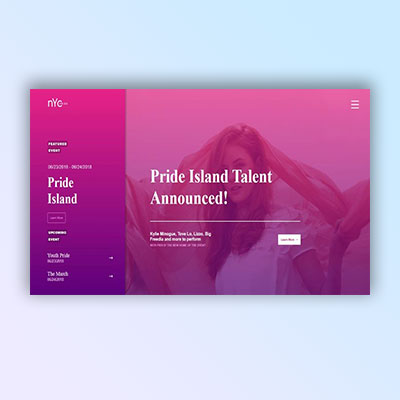 nYc
FEATURED
EVENT
06/23/2018 - 06/24/2018
Pride
Island
Learn More
UPCOMING
EVENT
Youth Pride
06/23/2018
The March
06/24/2018
Pride Island Talent
Announced!
Kylie Minogue, Tove Lo, Lizzo, Big
Freedia and more to perform
Learn More